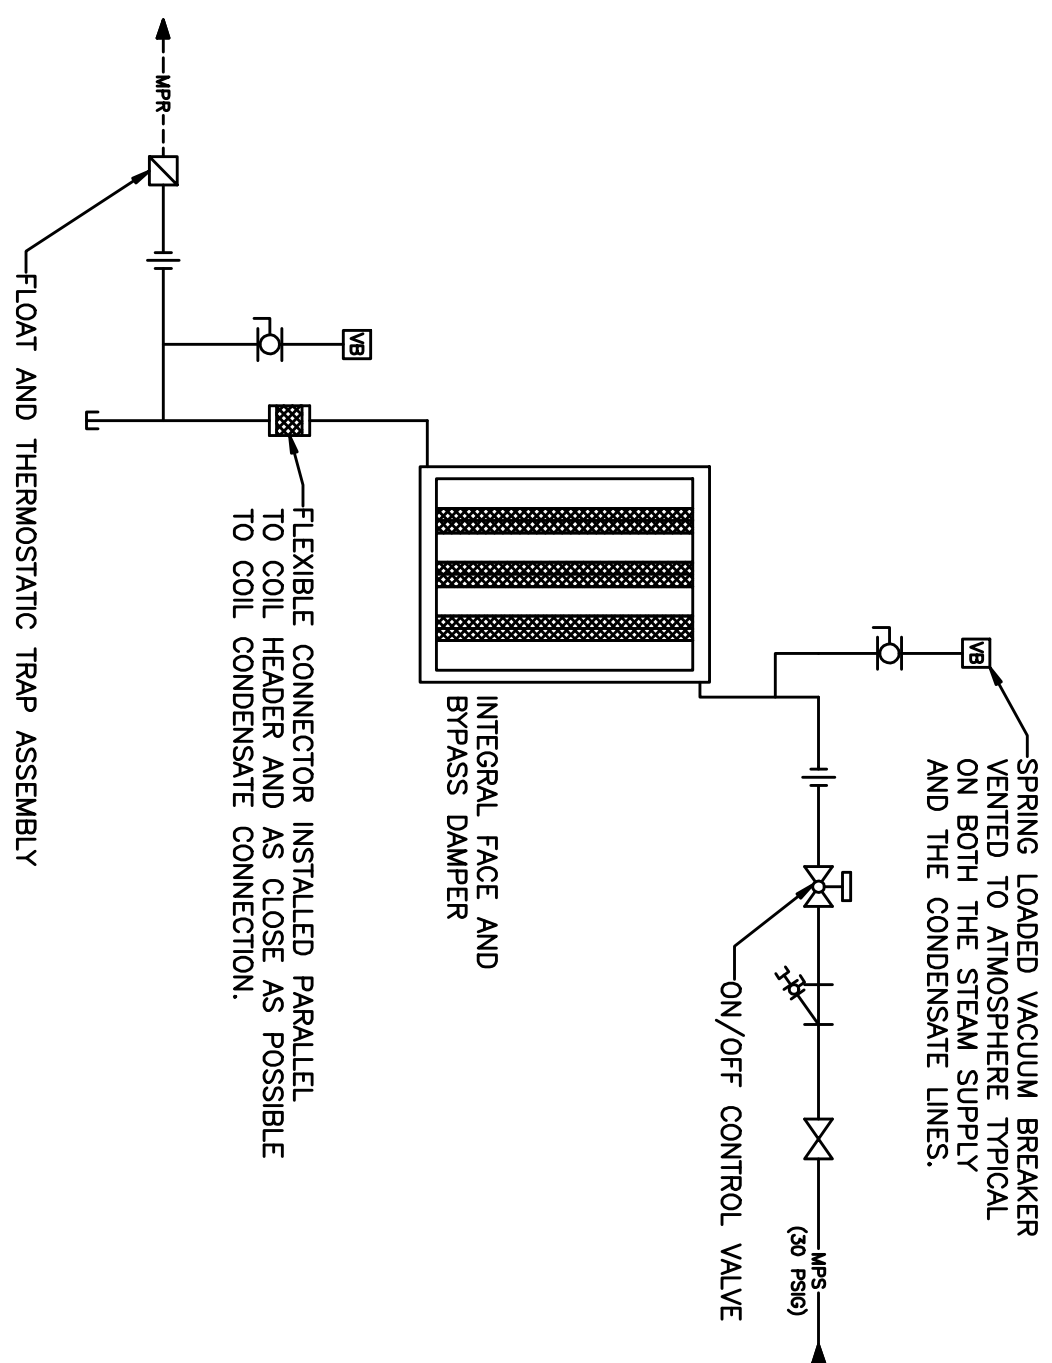 SPRING LOADED VACUUM BREAKER
VENTED TO ATMOSPHERE TYPICAL
ON BOTH THE STEAM SUPPLY
AND THE CONDENSATE LINES.
VB
MPS
(30 PSIG)
ON/OFF CONTROL VALVE
INTEGRAL FACE AND
BYPASS DAMPER
VB
FLEXIBLE CONNECTOR INSTALLED PARALLEL
TO COIL HEADER AND AS CLOSE AS POSSIBLE
TO COIL CONDENSATE CONNECTION.
MPR
FLOAT AND THERMOSTATIC TRAP ASSEMBLY